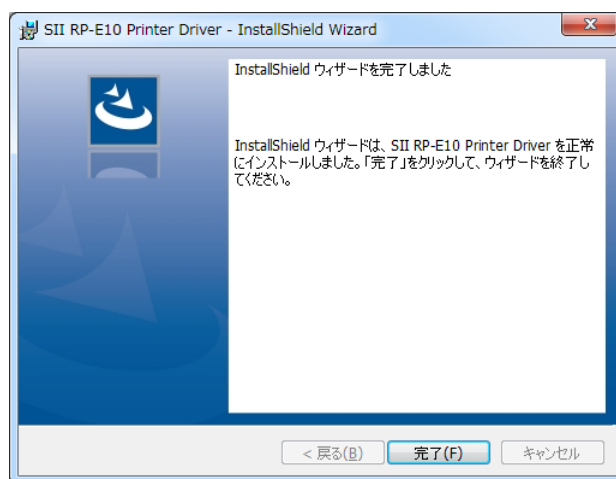 SII RP-E10 Printer Driver - InstallShield Wizard
InstallShield ウィザードを完了しました
InstallShield ウィザードは、SII RP-E10 Printer Driver を正常
にインストールしました。「完了」をクリックして、ウィザードを終了し
てください。
< 戻る(B)
完了(F)
キャンセル